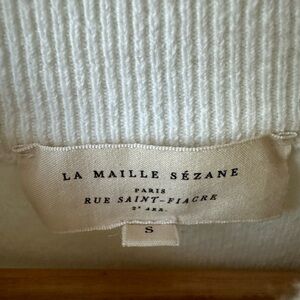 LA MAILLE SÉZANE
PARIS
RUE SAINT-FIACRE
2ᵉ ARR.
S